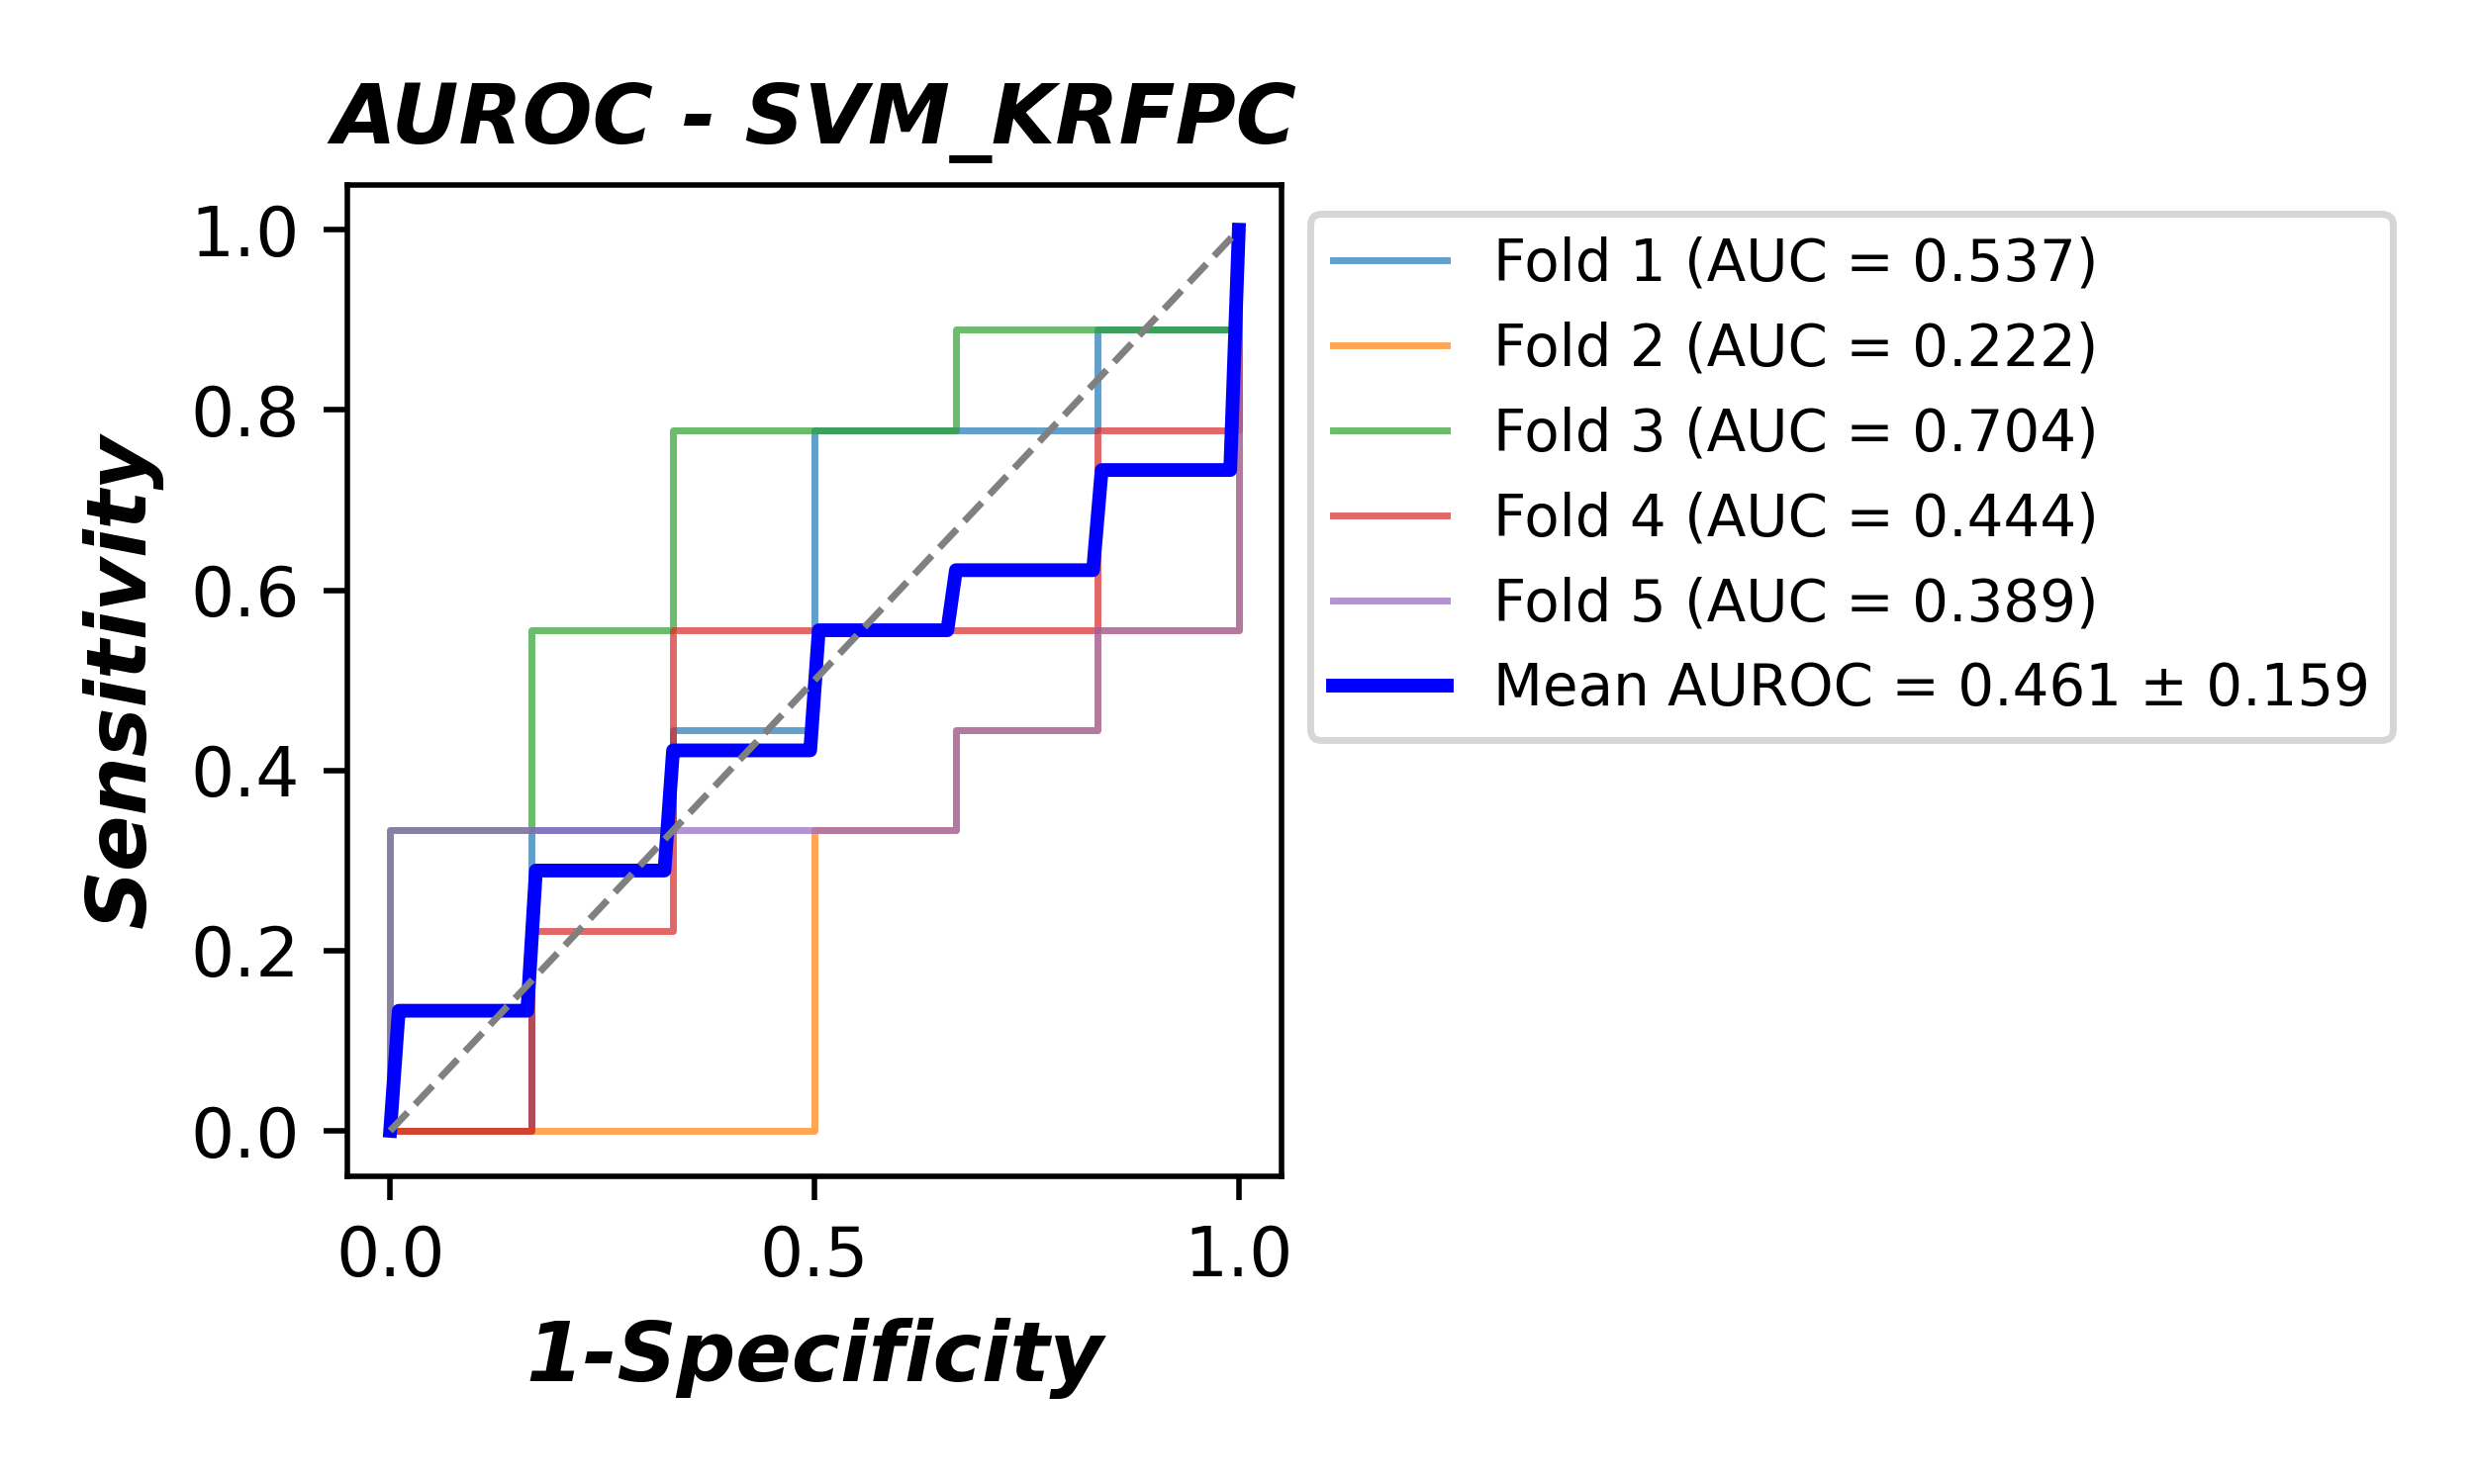 AUROC - SVM_KRFPC
Sensitivity
1.0
0.8
0.6
0.4
0.2
0.0
0.0 0.5 1.0
1-Specificity
Fold 1 (AUC = 0.537)
Fold 2 (AUC = 0.222)
Fold 3 (AUC = 0.704)
Fold 4 (AUC = 0.444)
Fold 5 (AUC = 0.389)
Mean AUROC = 0.461 ± 0.159